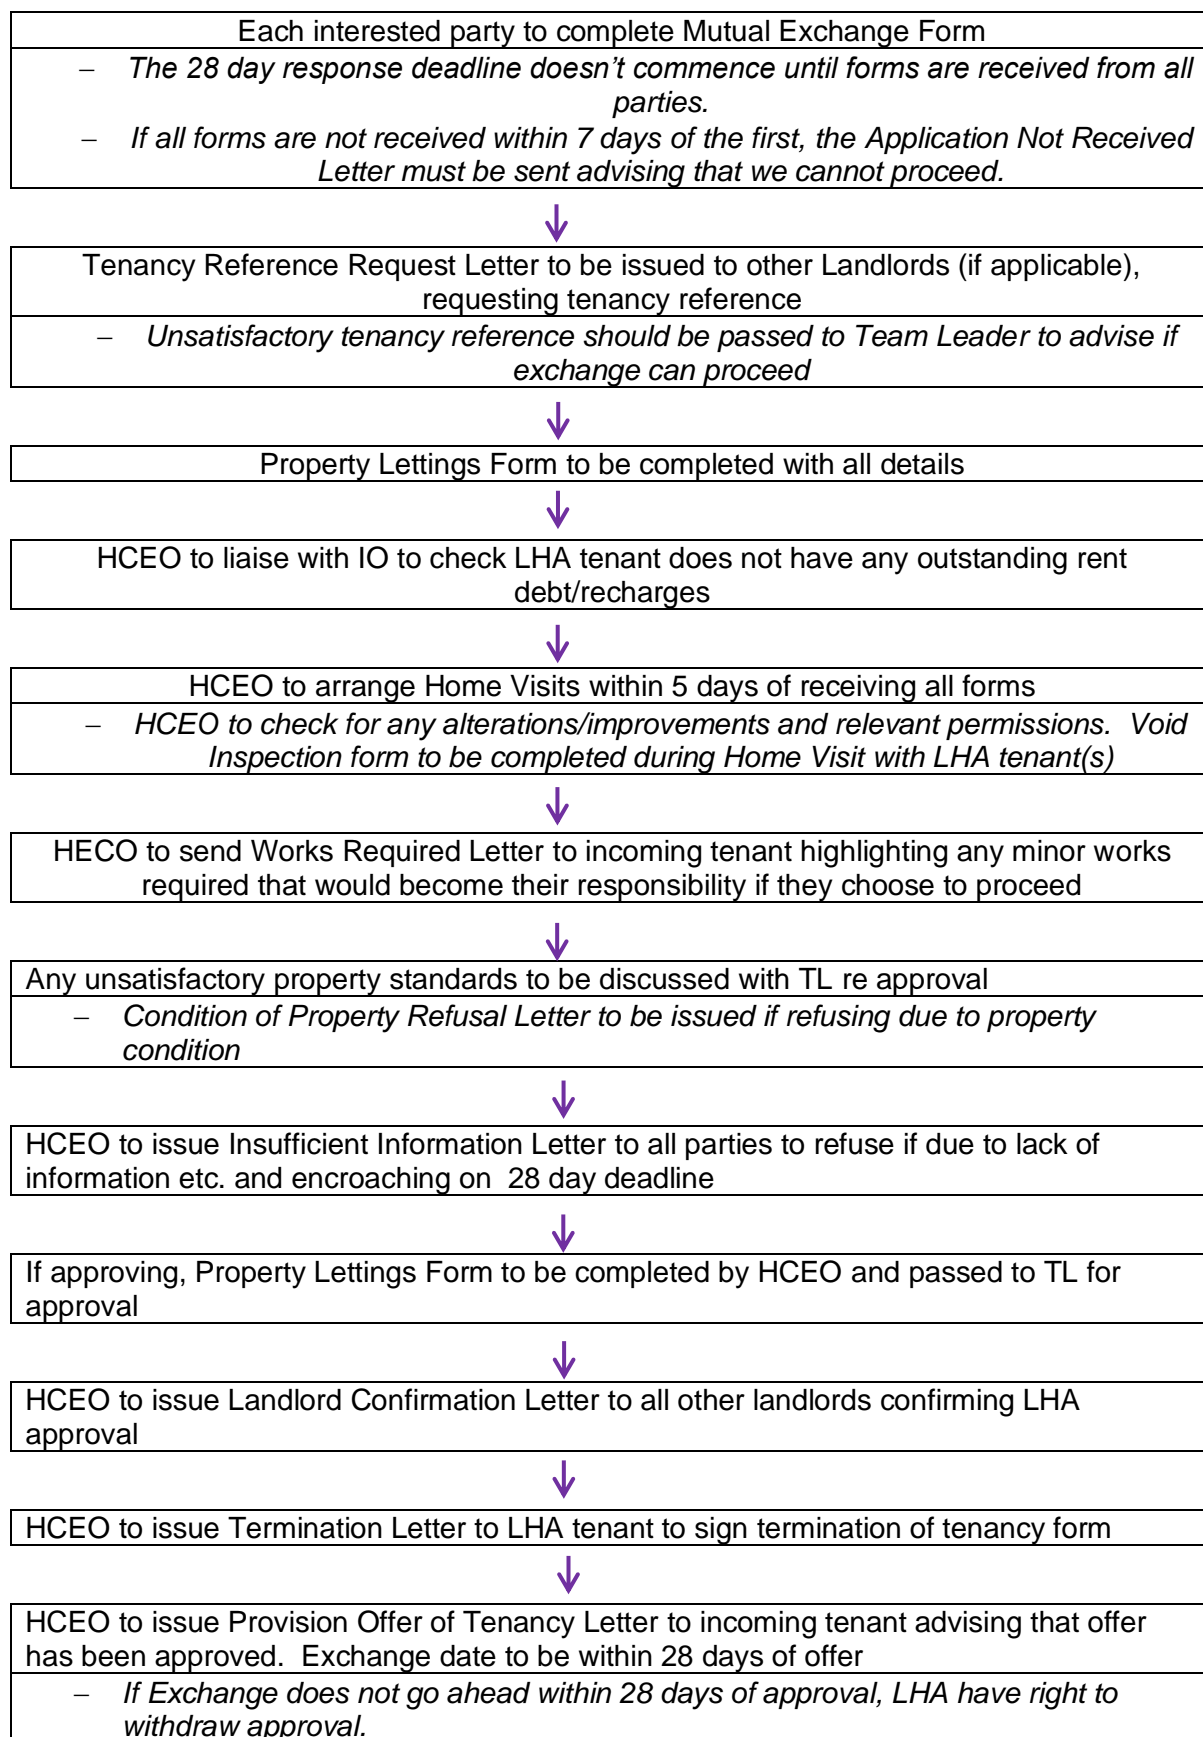 Each interested party to complete Mutual Exchange Form
– The 28 day response deadline doesn’t commence until forms are received from all
parties.
– If all forms are not received within 7 days of the first, the Application Not Received
Letter must be sent advising that we cannot proceed.
Tenancy Reference Request Letter to be issued to other Landlords (if applicable),
requesting tenancy reference
– Unsatisfactory tenancy reference should be passed to Team Leader to advise if
exchange can proceed
Property Lettings Form to be completed with all details
HCEO to liaise with IO to check LHA tenant does not have any outstanding rent
debt/recharges
HCEO to arrange Home Visits within 5 days of receiving all forms
– HCEO to check for any alterations/improvements and relevant permissions. Void
Inspection form to be completed during Home Visit with LHA tenant(s)
HECO to send Works Required Letter to incoming tenant highlighting any minor works
required that would become their responsibility if they choose to proceed
Any unsatisfactory property standards to be discussed with TL re approval
– Condition of Property Refusal Letter to be issued if refusing due to property
condition
HCEO to issue Insufficient Information Letter to all parties to refuse if due to lack of
information etc. and encroaching on 28 day deadline
If approving, Property Lettings Form to be completed by HCEO and passed to TL for
approval
HCEO to issue Landlord Confirmation Letter to all other landlords confirming LHA
approval
HCEO to issue Termination Letter to LHA tenant to sign termination of tenancy form
HCEO to issue Provision Offer of Tenancy Letter to incoming tenant advising that offer
has been approved. Exchange date to be within 28 days of offer
– If Exchange does not go ahead within 28 days of approval, LHA have right to
withdraw approval.